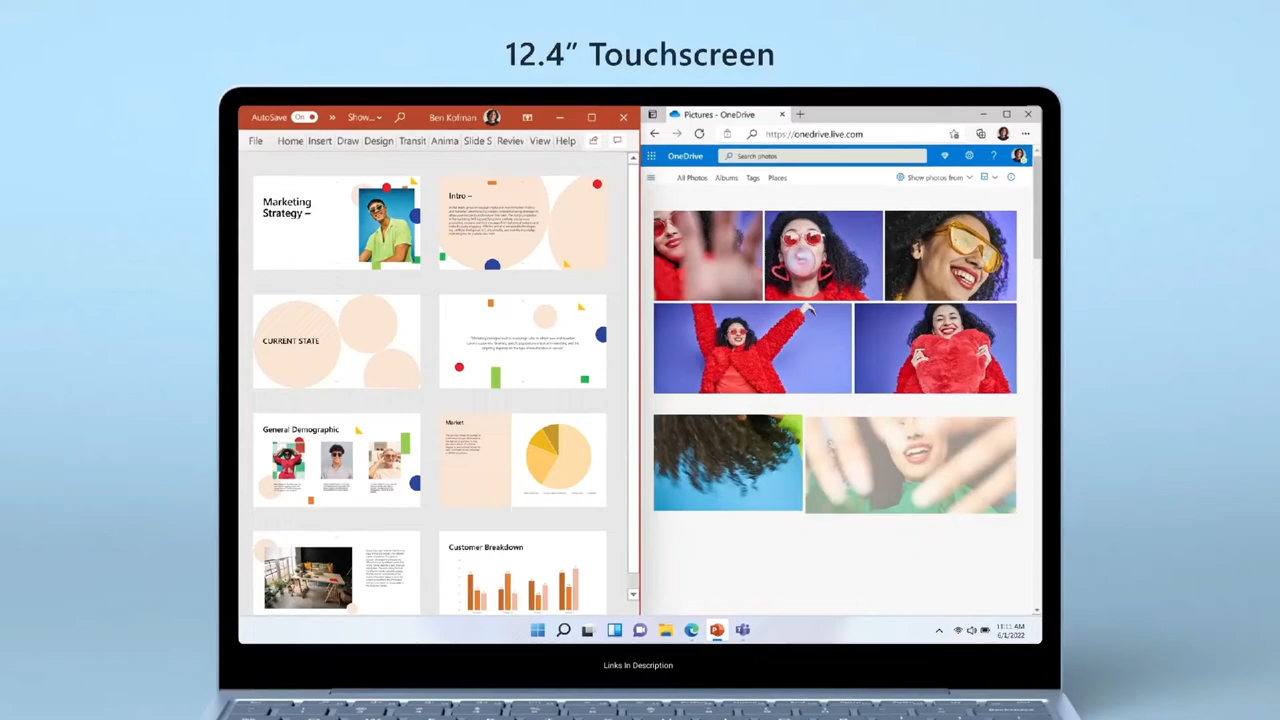 12.4” Touchscreen
AutoSave On » Show... Ben Kofman
File Home Insert Draw Design Transit Anima Slide S Review View Help
Marketing
Strategy –
Intro –
CURRENT STATE
General Demographic
Market
Customer Breakdown
Pictures - OneDrive
https://onedrive.live.com
OneDrive Search photos
All Photos Albums Tags Places Show photos from
11:11 AM
6/1/2022
Links In Description